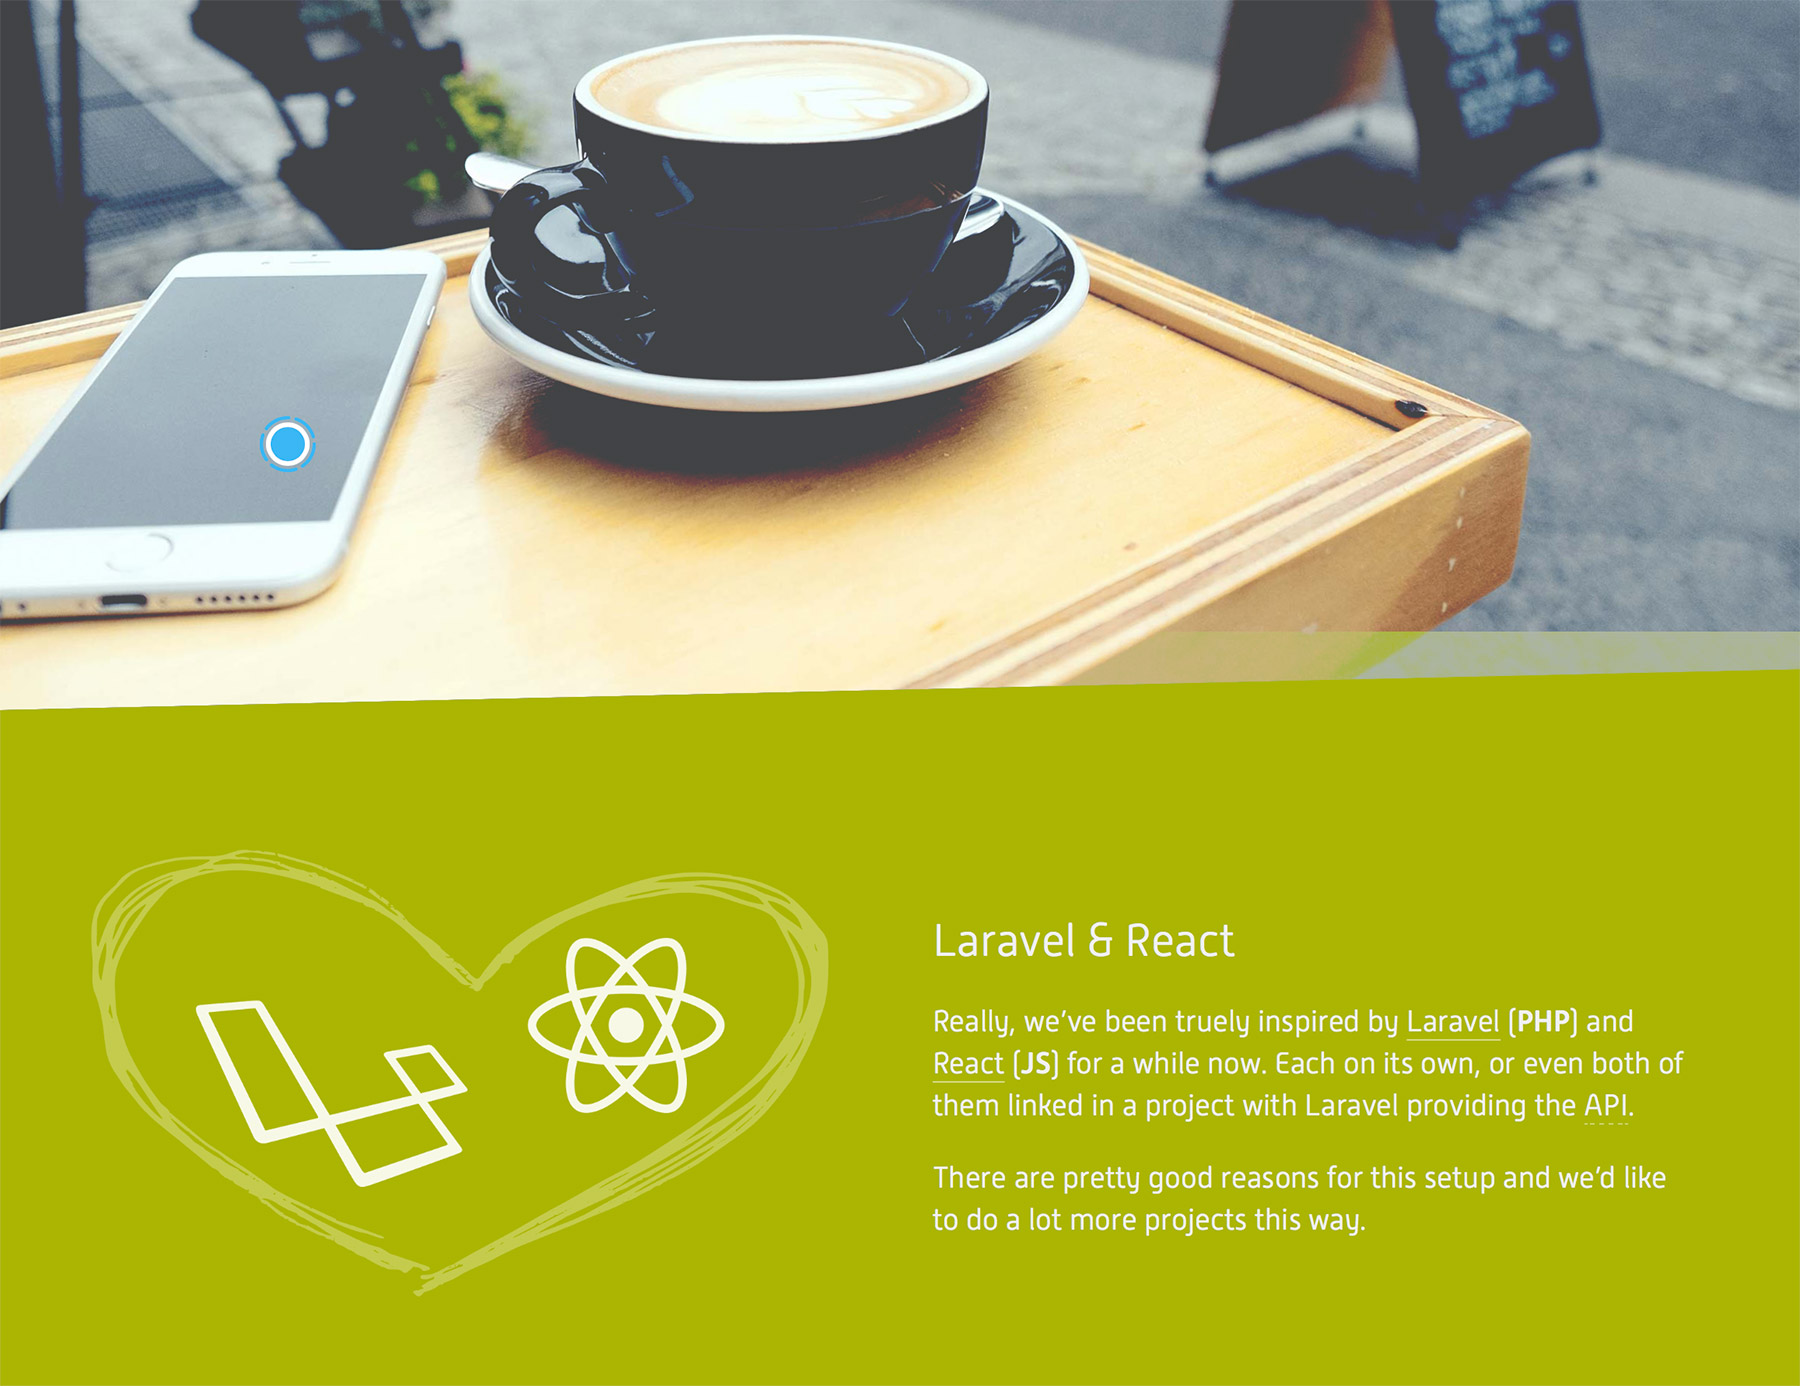 Laravel & React
Really, we've been truely inspired by Laravel (PHP) and
React (JS) for a while now. Each on its own, or even both of
them linked in a project with Laravel providing the API.
There are pretty good reasons for this setup and we'd like
to do a lot more projects this way.